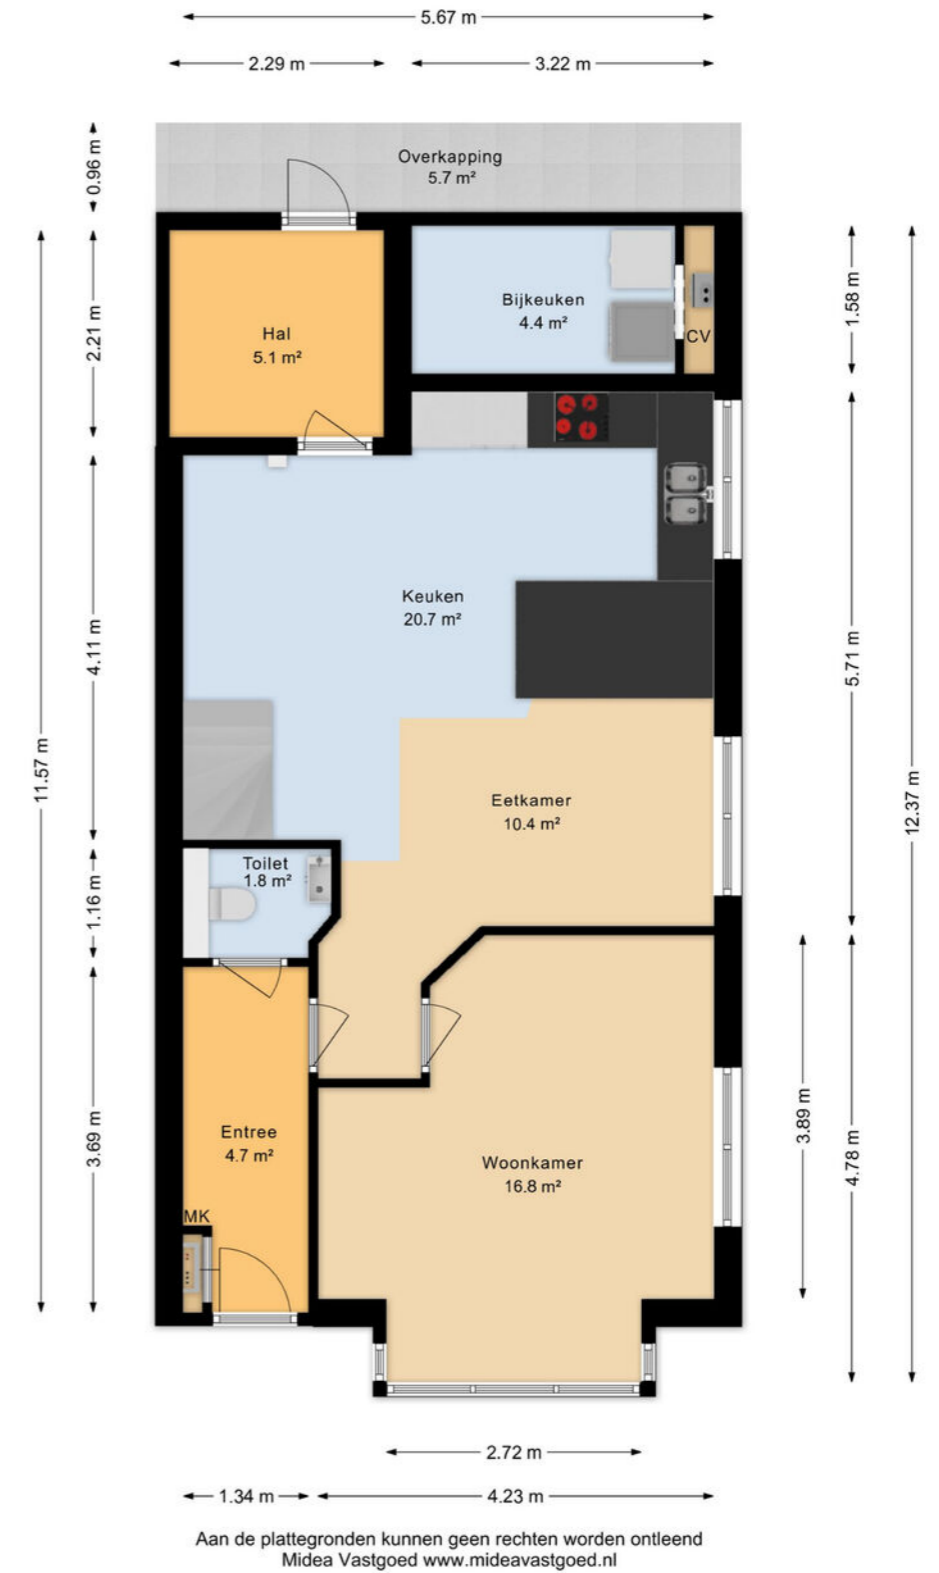 5.67 m
2.29 m
3.22 m
0.96 m
Overkapping
5.7 m²
2.21 m
Hal
5.1 m²
Bijkeuken
4.4 m²
CV
1.58 m
11.57 m
4.11 m
Keuken
20.7 m²
5.71 m
12.37 m
Eetkamer
10.4 m²
Toilet
1.8 m²
1.16 m
3.69 m
Entree
4.7 m²
MK
Woonkamer
16.8 m²
3.89 m
4.78 m
2.72 m
1.34 m
4.23 m
Aan de plattegronden kunnen geen rechten worden ontleend
Midea Vastgoed www.mideavastgoed.nl